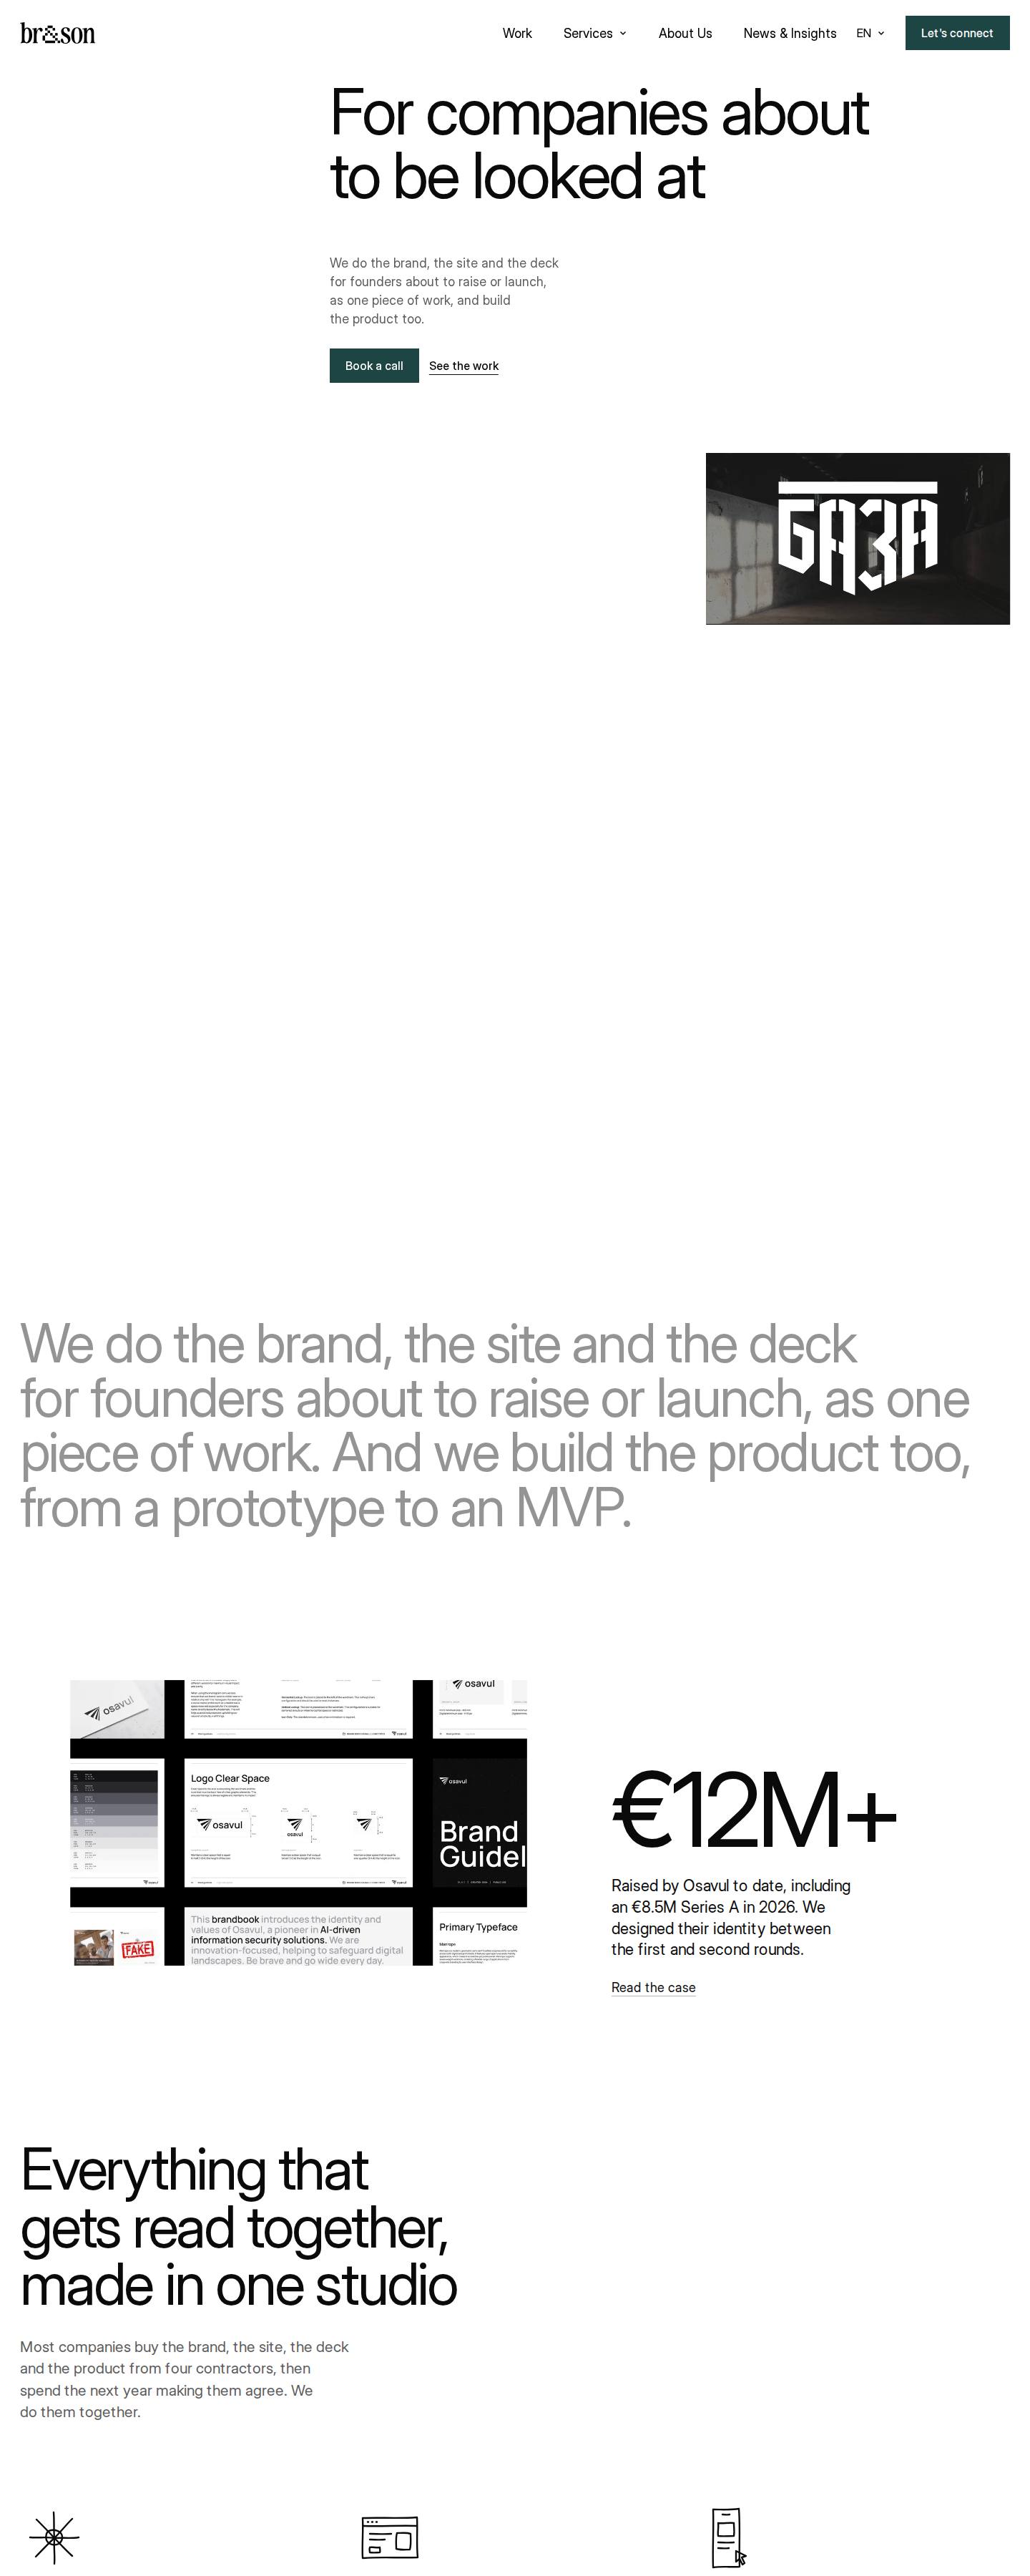 br&son
Work
Services
About Us
News & Insights
EN
Let's connect
For companies about
to be looked at
We do the brand, the site and the deck
for founders about to raise or launch,
as one piece of work, and build
the product too.
Book a call
See the work
БАЗА
We do the brand, the site and the deck
for founders about to raise or launch, as one
piece of work. And we build the product too,
from a prototype to an MVP.
osavul
osavul
Logo Clear Space
osavul
osavul
osavul
Brand
Guidel
This brandbook introduces the identity and
values of Osavul, a pioneer in AI-driven
information security solutions. We are
innovation-focused, helping to safeguard digital
landscapes. Be brave and go wide every day.
FAKE
Primary Typeface
€12M+
Raised by Osavul to date, including
an €8.5M Series A in 2026. We
designed their identity between
the first and second rounds.
Read the case
Everything that
gets read together,
made in one studio
Most companies buy the brand, the site, the deck
and the product from four contractors, then
spend the next year making them agree. We
do them together.